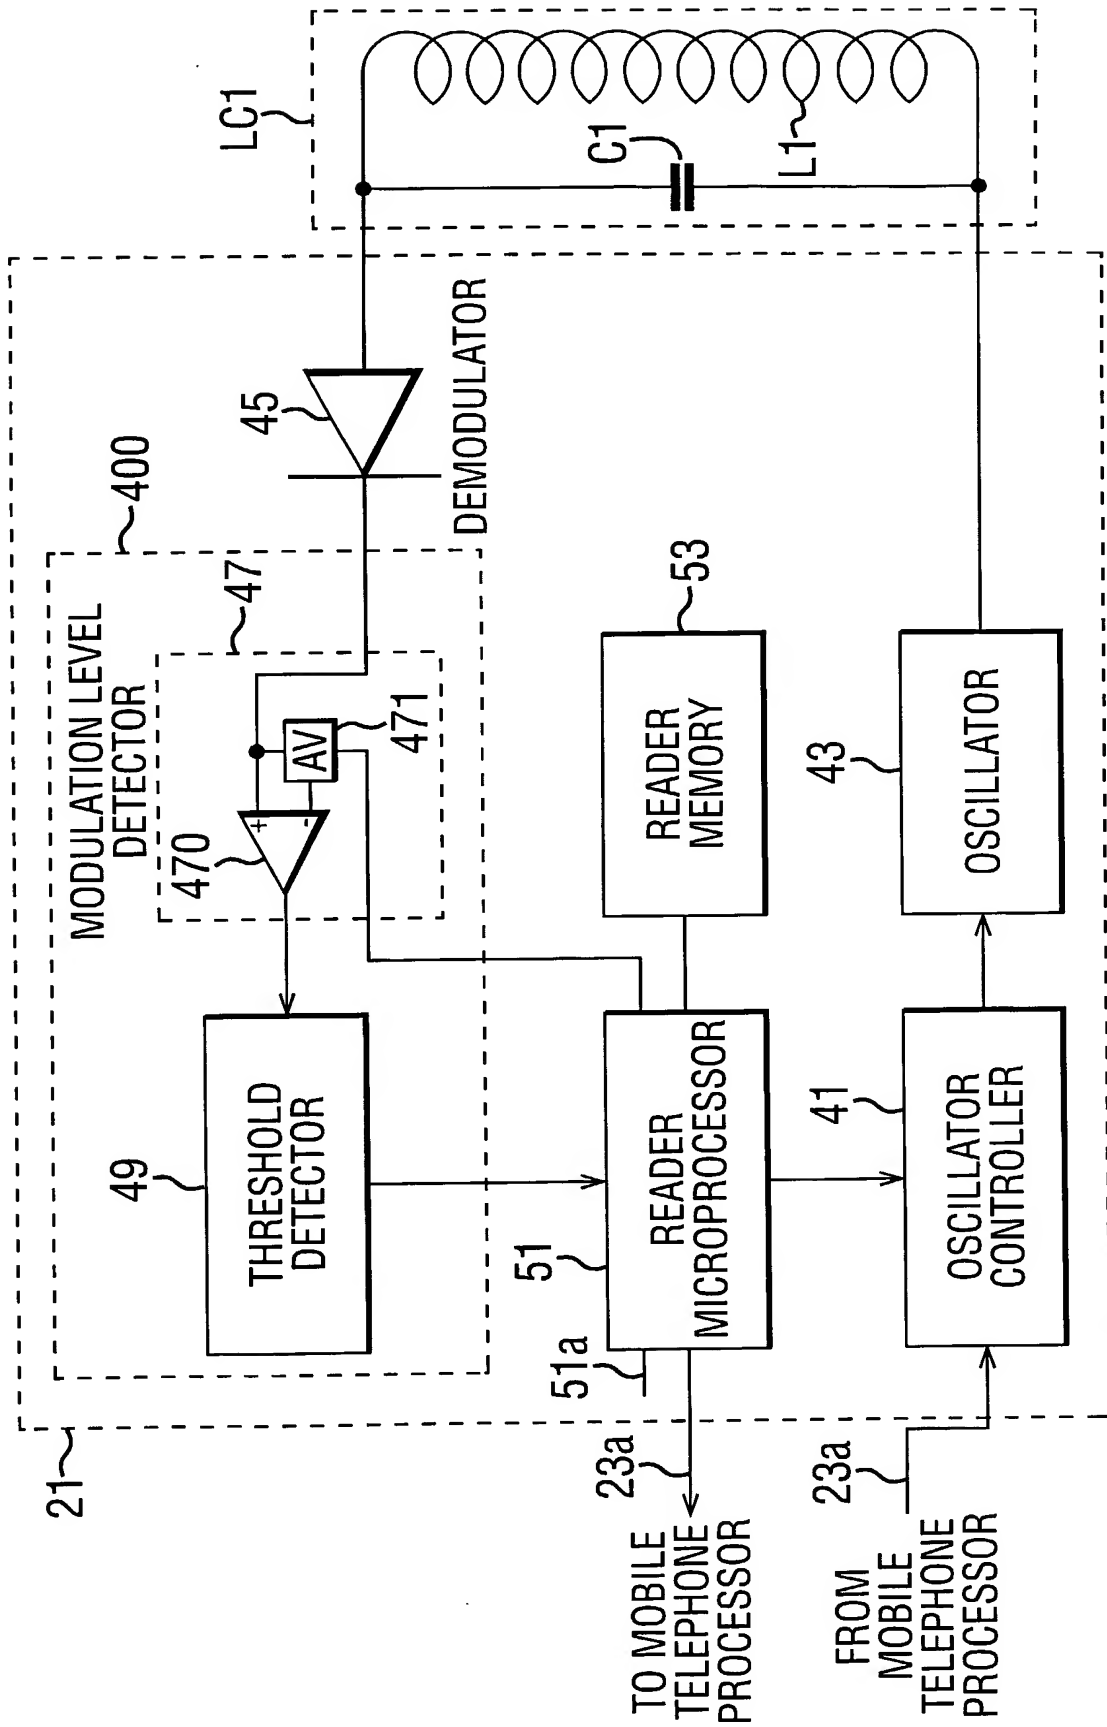 21
400
LC1
MODULATION LEVEL
DETECTOR
47
49
THRESHOLD
DETECTOR
470
+
-
AV
471
45
DEMODULATOR
C1
L1
51a
51
READER
MICROPROCESSOR
READER
MEMORY
53
23a
TO MOBILE
TELEPHONE
PROCESSOR
41
OSCILLATOR
CONTROLLER
43
OSCILLATOR
23a
FROM
MOBILE
TELEPHONE
PROCESSOR